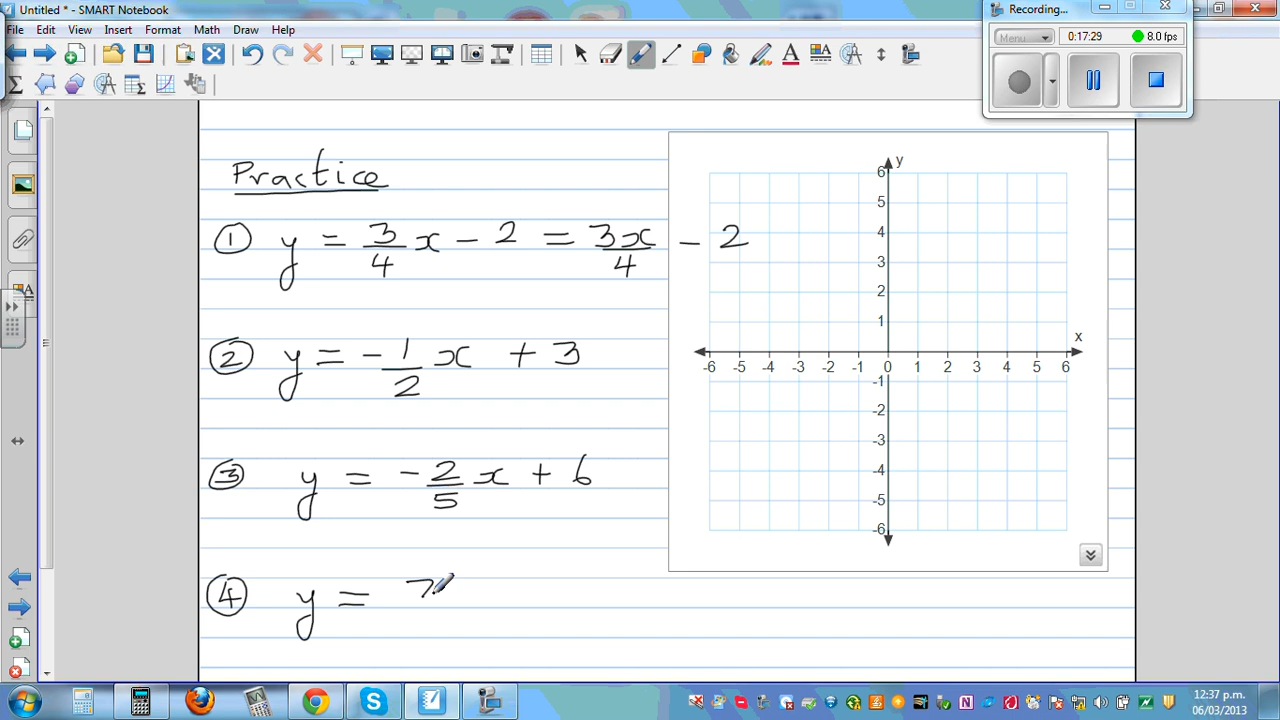 Untitled * - SMART Notebook
Recording...
File Edit View Insert Format Math Draw Help
Menu 0:17:29 8.0 fps
Practice
① y = 3/4 x - 2 = 3x/4 - 2
② y = -1/2 x + 3
③ y = -2/5 x + 6
④ y = 7
y
6
5
4
3
2
1
x
-6 -5 -4 -3 -2 -1 0 1 2 3 4 5 6
-1
-2
-3
-4
-5
-6
12:37 p.m.
06/03/2013